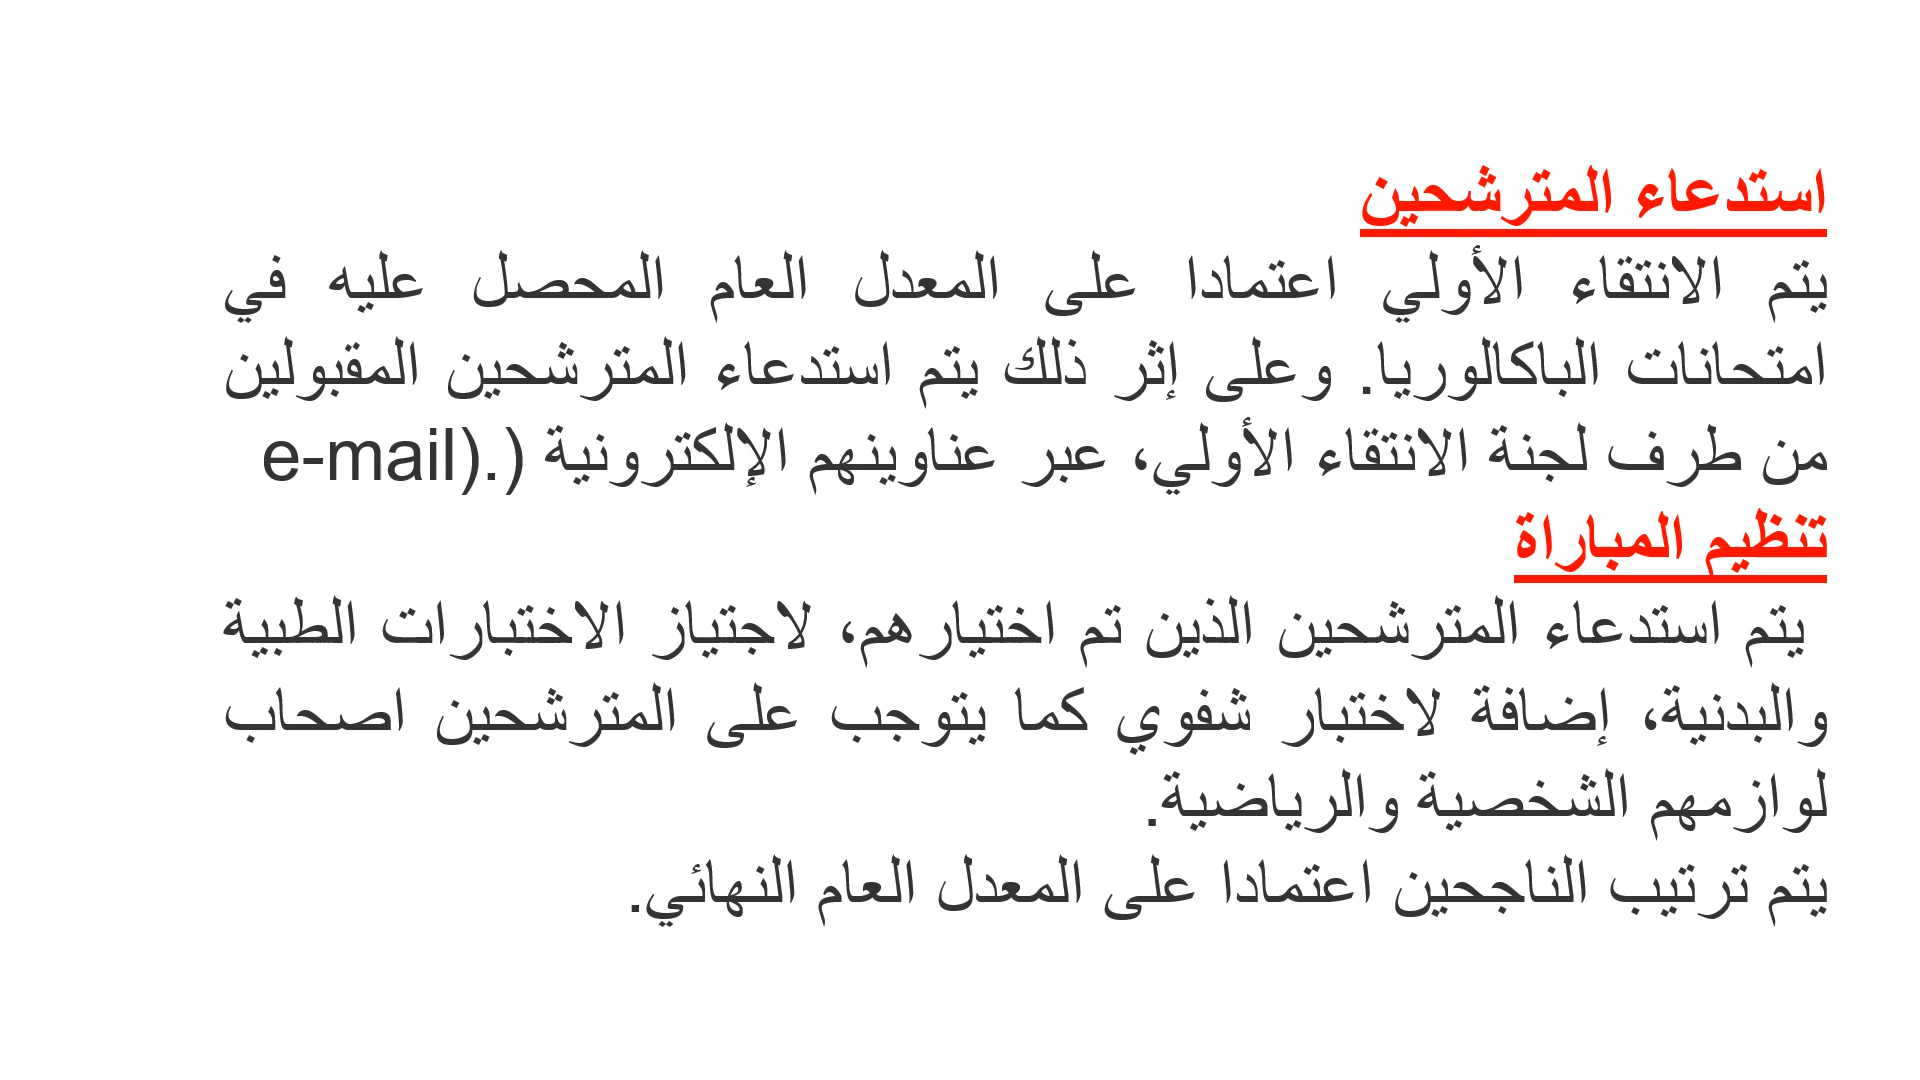 استدعاء المترشحين
يتم الانتقاء الأولي اعتمادا على المعدل العام المحصل عليه في
امتحانات الباكالوريا. وعلى إثر ذلك يتم استدعاء المترشحين المقبولين
من طرف لجنة الانتقاء الأولي، عبر عناوينهم الإلكترونية (.(e-mail
تنظيم المباراة
يتم استدعاء المترشحين الذين تم اختيارهم، لاجتياز الاختبارات الطبية
والبدنية، إضافة لاختبار شفوي كما يتوجب على المترشحين اصحاب
لوازمهم الشخصية والرياضية.
يتم ترتيب الناجحين اعتمادا على المعدل العام النهائي.